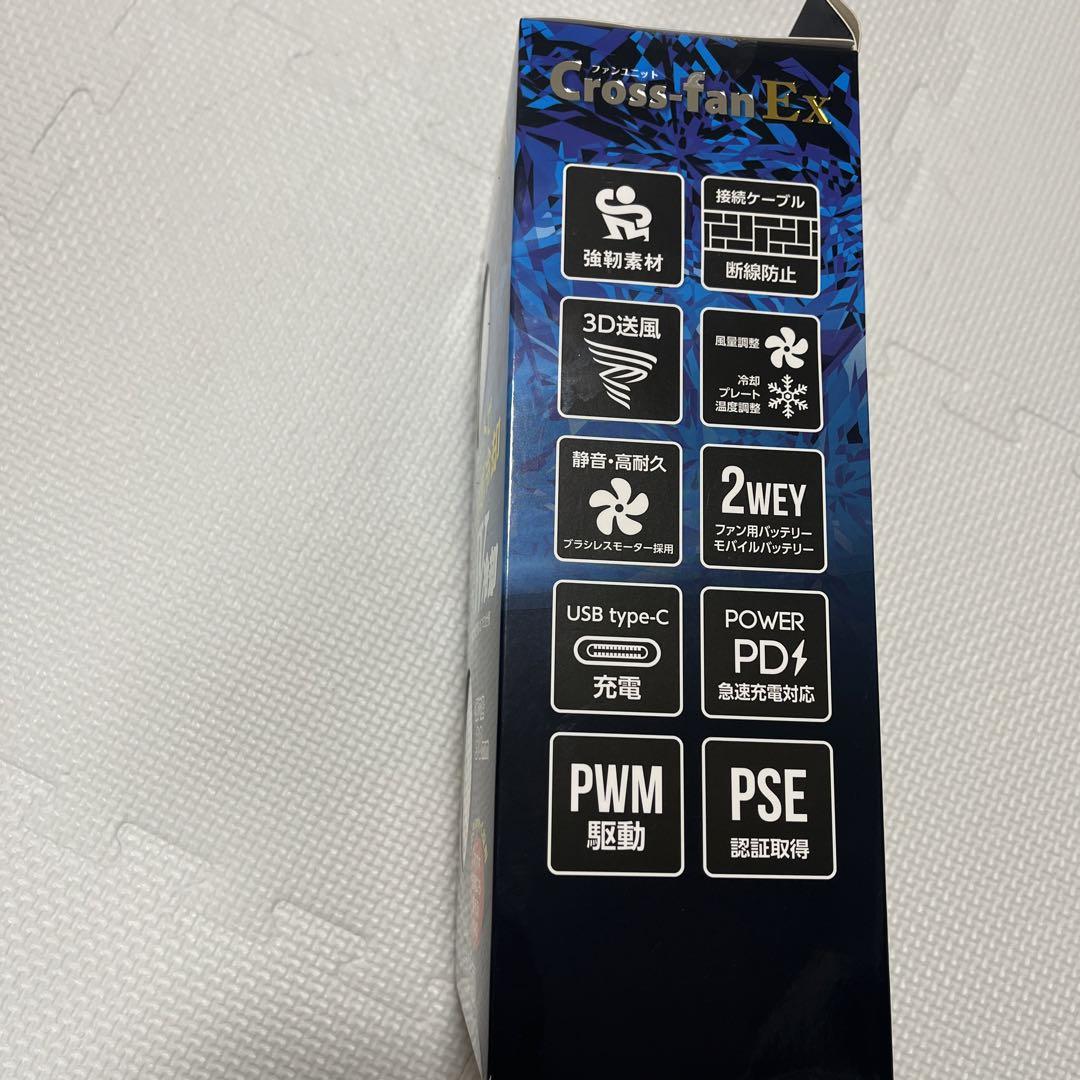 ファンユニット
Cross-fan Ex
強靭素材
接続ケーブル
断線防止
3D送風
風量調整
冷却
プレート
温度調整
静音・高耐久
ブラシレスモーター採用
2WEY
ファン用バッテリー
モバイルバッテリー
USB type-C
充電
POWER
PD
急速充電対応
PWM
駆動
PSE
認証取得